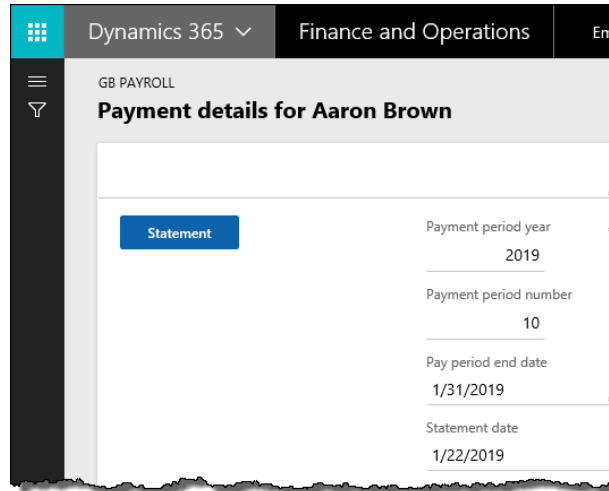 Dynamics 365 Finance and Operations
GB PAYROLL
Payment details for Aaron Brown
Statement
Payment period year
2019
Payment period number
10
Pay period end date
1/31/2019
Statement date
1/22/2019